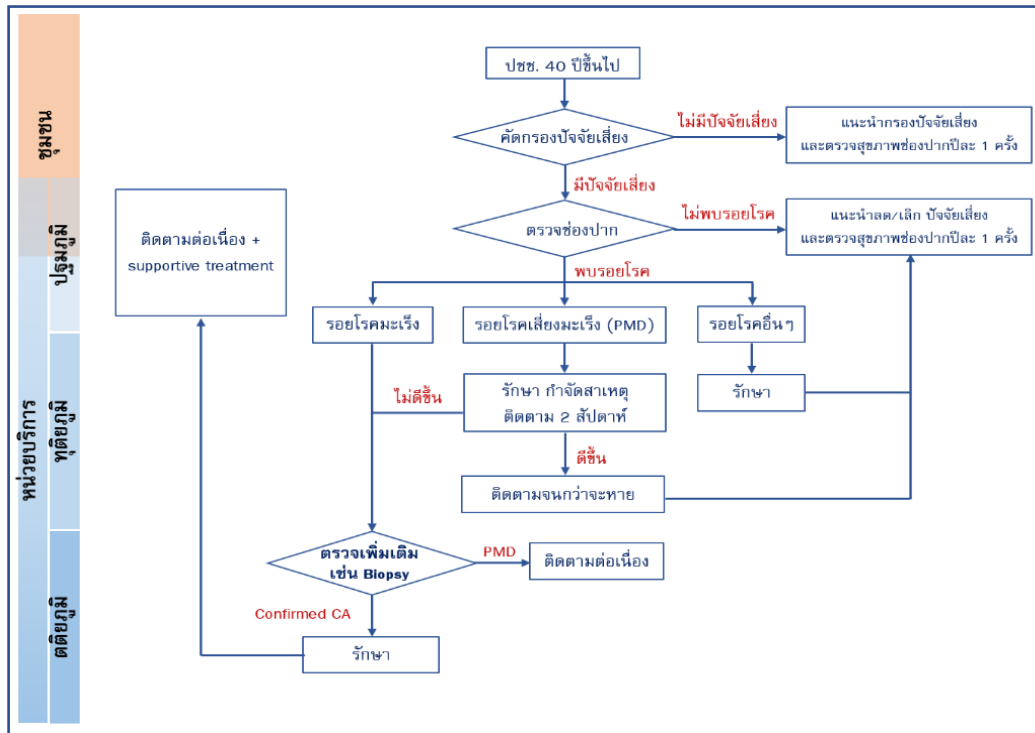 ชุมชน
หน่วยบริการ
ปฐมภูมิ
ทุติยภูมิ
ตติยภูมิ
ปชช. 40 ปีขึ้นไป
คัดกรองปัจจัยเสี่ยง
ไม่มีปัจจัยเสี่ยง
แนะนำกรองปัจจัยเสี่ยง
และตรวจสุขภาพช่องปากปีละ 1 ครั้ง
มีปัจจัยเสี่ยง
ตรวจช่องปาก
ไม่พบรอยโรค
แนะนำลด/เลิก ปัจจัยเสี่ยง
และตรวจสุขภาพช่องปากปีละ 1 ครั้ง
ติดตามต่อเนื่อง +
supportive treatment
พบรอยโรค
รอยโรคมะเร็ง
รอยโรคเสี่ยงมะเร็ง (PMD)
รอยโรคอื่นๆ
ไม่ดีขึ้น
รักษา กำจัดสาเหตุ
ติดตาม 2 สัปดาห์
รักษา
ดีขึ้น
ติดตามจนกว่าจะหาย
ตรวจเพิ่มเติม
เช่น Biopsy
PMD
ติดตามต่อเนื่อง
Confirmed CA
รักษา